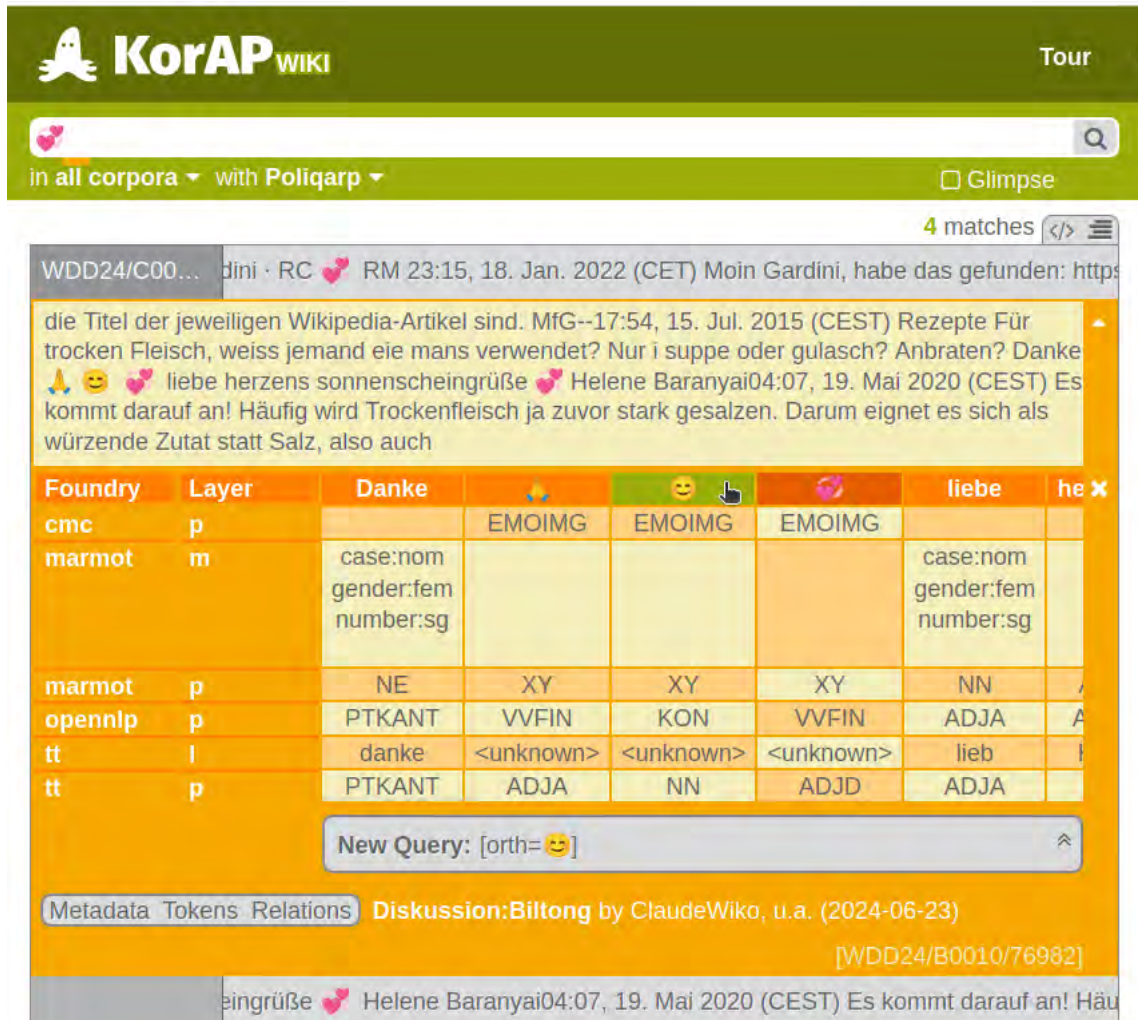 KorAP WIKI
Tour
💞
in all corpora with Poliqarp
Glimpse
4 matches </>
WDD24/C00… dini · RC 💞 RM 23:15, 18. Jan. 2022 (CET) Moin Gardini, habe das gefunden: https
die Titel der jeweiligen Wikipedia-Artikel sind. MfG--17:54, 15. Jul. 2015 (CEST) Rezepte Für
trocken Fleisch, weiss jemand eie mans verwendet? Nur i suppe oder gulasch? Anbraten? Danke
🙏 😊 💞 liebe herzens sonnenscheingrüße 💞 Helene Baranyai04:07, 19. Mai 2020 (CEST) Es
kommt darauf an! Häufig wird Trockenfleisch ja zuvor stark gesalzen. Darum eignet es sich als
würzende Zutat statt Salz, also auch
Foundry Layer Danke 🙏 😊 💞 liebe he ✖
cmc p EMOIMG EMOIMG EMOIMG
marmot m case:nom case:nom
gender:fem gender:fem
number:sg number:sg
marmot p NE XY XY XY NN
opennlp p PTKANT VVFIN KON VVFIN ADJA A
tt l danke <unknown> <unknown> <unknown> lieb
tt p PTKANT ADJA NN ADJD ADJA
New Query: [orth=😊]
Metadata Tokens Relations Diskussion:Biltong by ClaudeWiko, u.a. (2024-06-23)
[WDD24/B0010/76982]
eingrüße 💞 Helene Baranyai04:07, 19. Mai 2020 (CEST) Es kommt darauf an! Häu